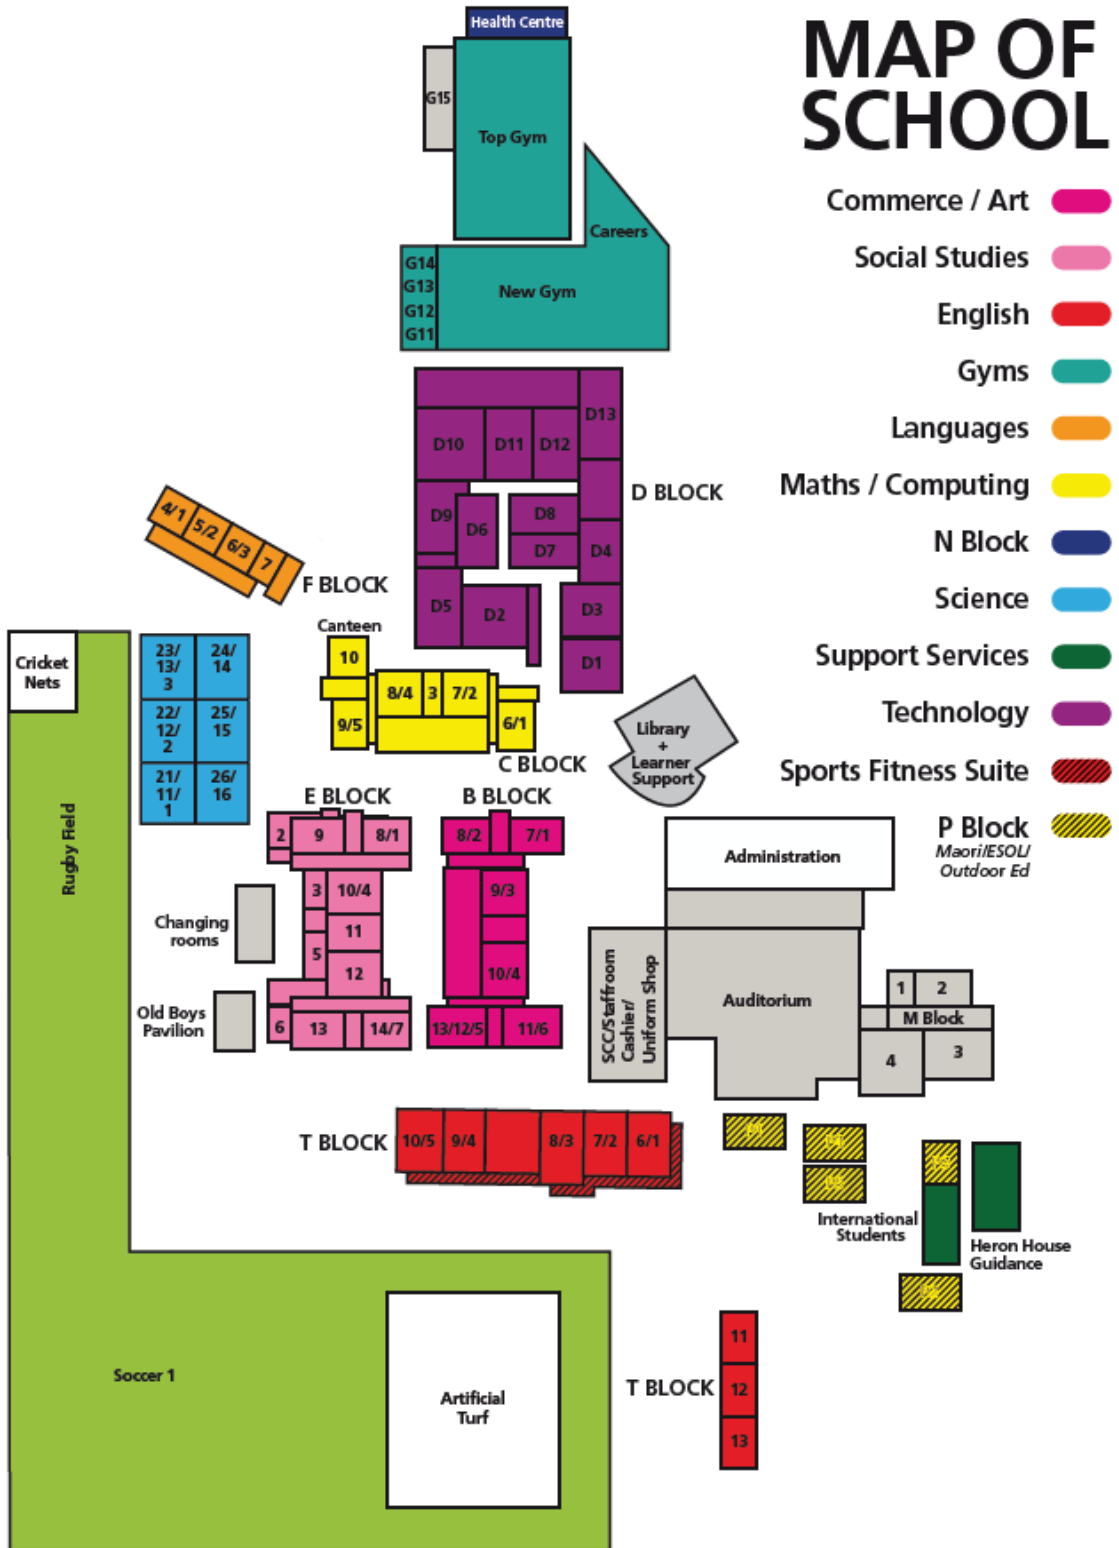 MAP OF
SCHOOL
Commerce / Art
Social Studies
English
Gyms
Languages
Maths / Computing
N Block
Science
Support Services
Technology
Sports Fitness Suite
P Block
Maori/ESOL/
Outdoor Ed
Health Centre
G15
Top Gym
Careers
G14
G13
G12
G11
New Gym
D13
D10
D11
D12
D BLOCK
D9
D6
D8
D7
D4
D5
D2
D3
D1
4/1
5/2
6/3
7
F BLOCK
Canteen
10
8/4
3
7/2
9/5
6/1
C BLOCK
Cricket
Nets
23/
13/
3
24/
14
22/
12/
2
25/
15
21/
11/
1
26/
16
Rugby Field
Library
+
Learner
Support
E BLOCK
2
9
8/1
3
10/4
11
5
12
6
13
14/7
B BLOCK
8/2
7/1
9/3
10/4
13/12/5
11/6
Changing
rooms
Old Boys
Pavilion
Administration
SCC/Staffroom
Cashier/
Uniform Shop
Auditorium
1
2
M Block
4
3
T BLOCK
10/5
9/4
8/3
7/2
6/1
International
Students
Heron House
Guidance
Soccer 1
Artificial
Turf
T BLOCK
11
12
13